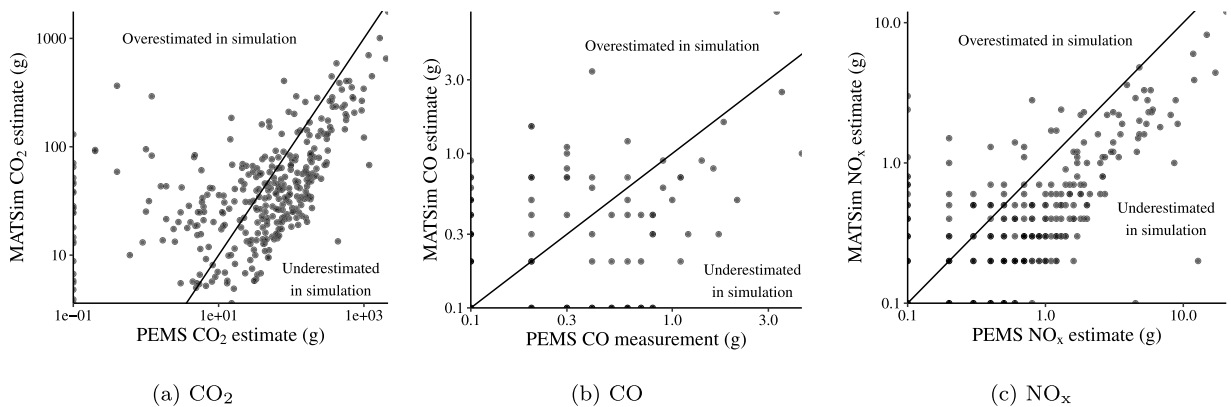 MATSim CO₂ estimate (g)
1000
100
10
Overestimated in simulation
Underestimated
in simulation
1e−01
1e+01
1e+03
PEMS CO₂ estimate (g)
(a) CO₂
MATSim CO estimate (g)
3.0
1.0
0.3
0.1
Overestimated in simulation
Underestimated
in simulation
0.1
0.3
1.0
3.0
PEMS CO measurement (g)
(b) CO
MATSim NOₓ estimate (g)
10.0
1.0
0.1
Overestimated in simulation
Underestimated
in simulation
0.1
1.0
10.0
PEMS NOₓ estimate (g)
(c) NOₓ